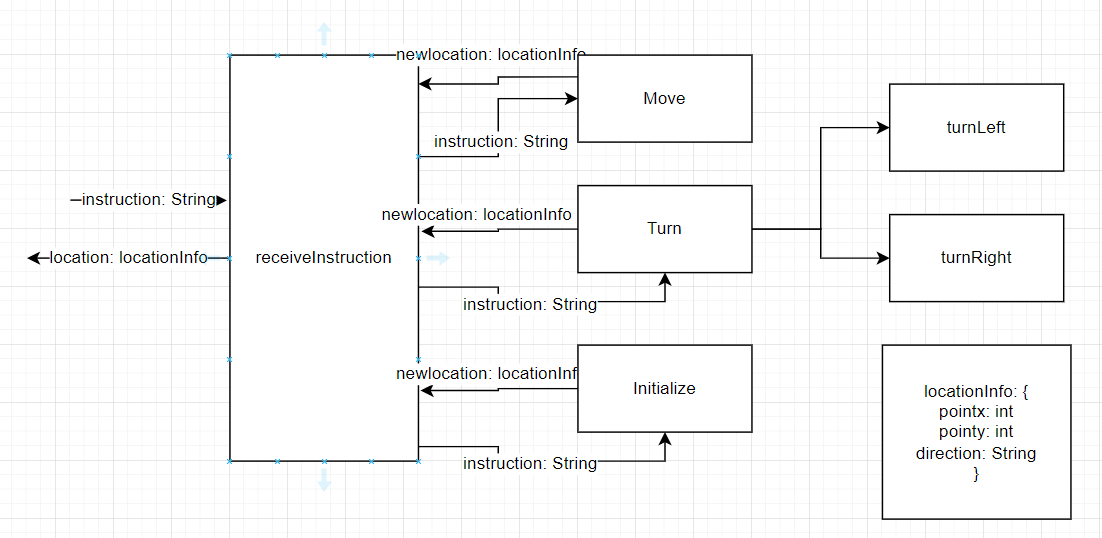 newlocation: locationInfo
Move
instruction: String
turnLeft
instruction: String
newlocation: locationInfo
Turn
location: locationInfo
receiveInstruction
turnRight
instruction: String
newlocation: locationInf
Initialize
instruction: String
locationInfo: {
pointx: int
pointy: int
direction: String
}